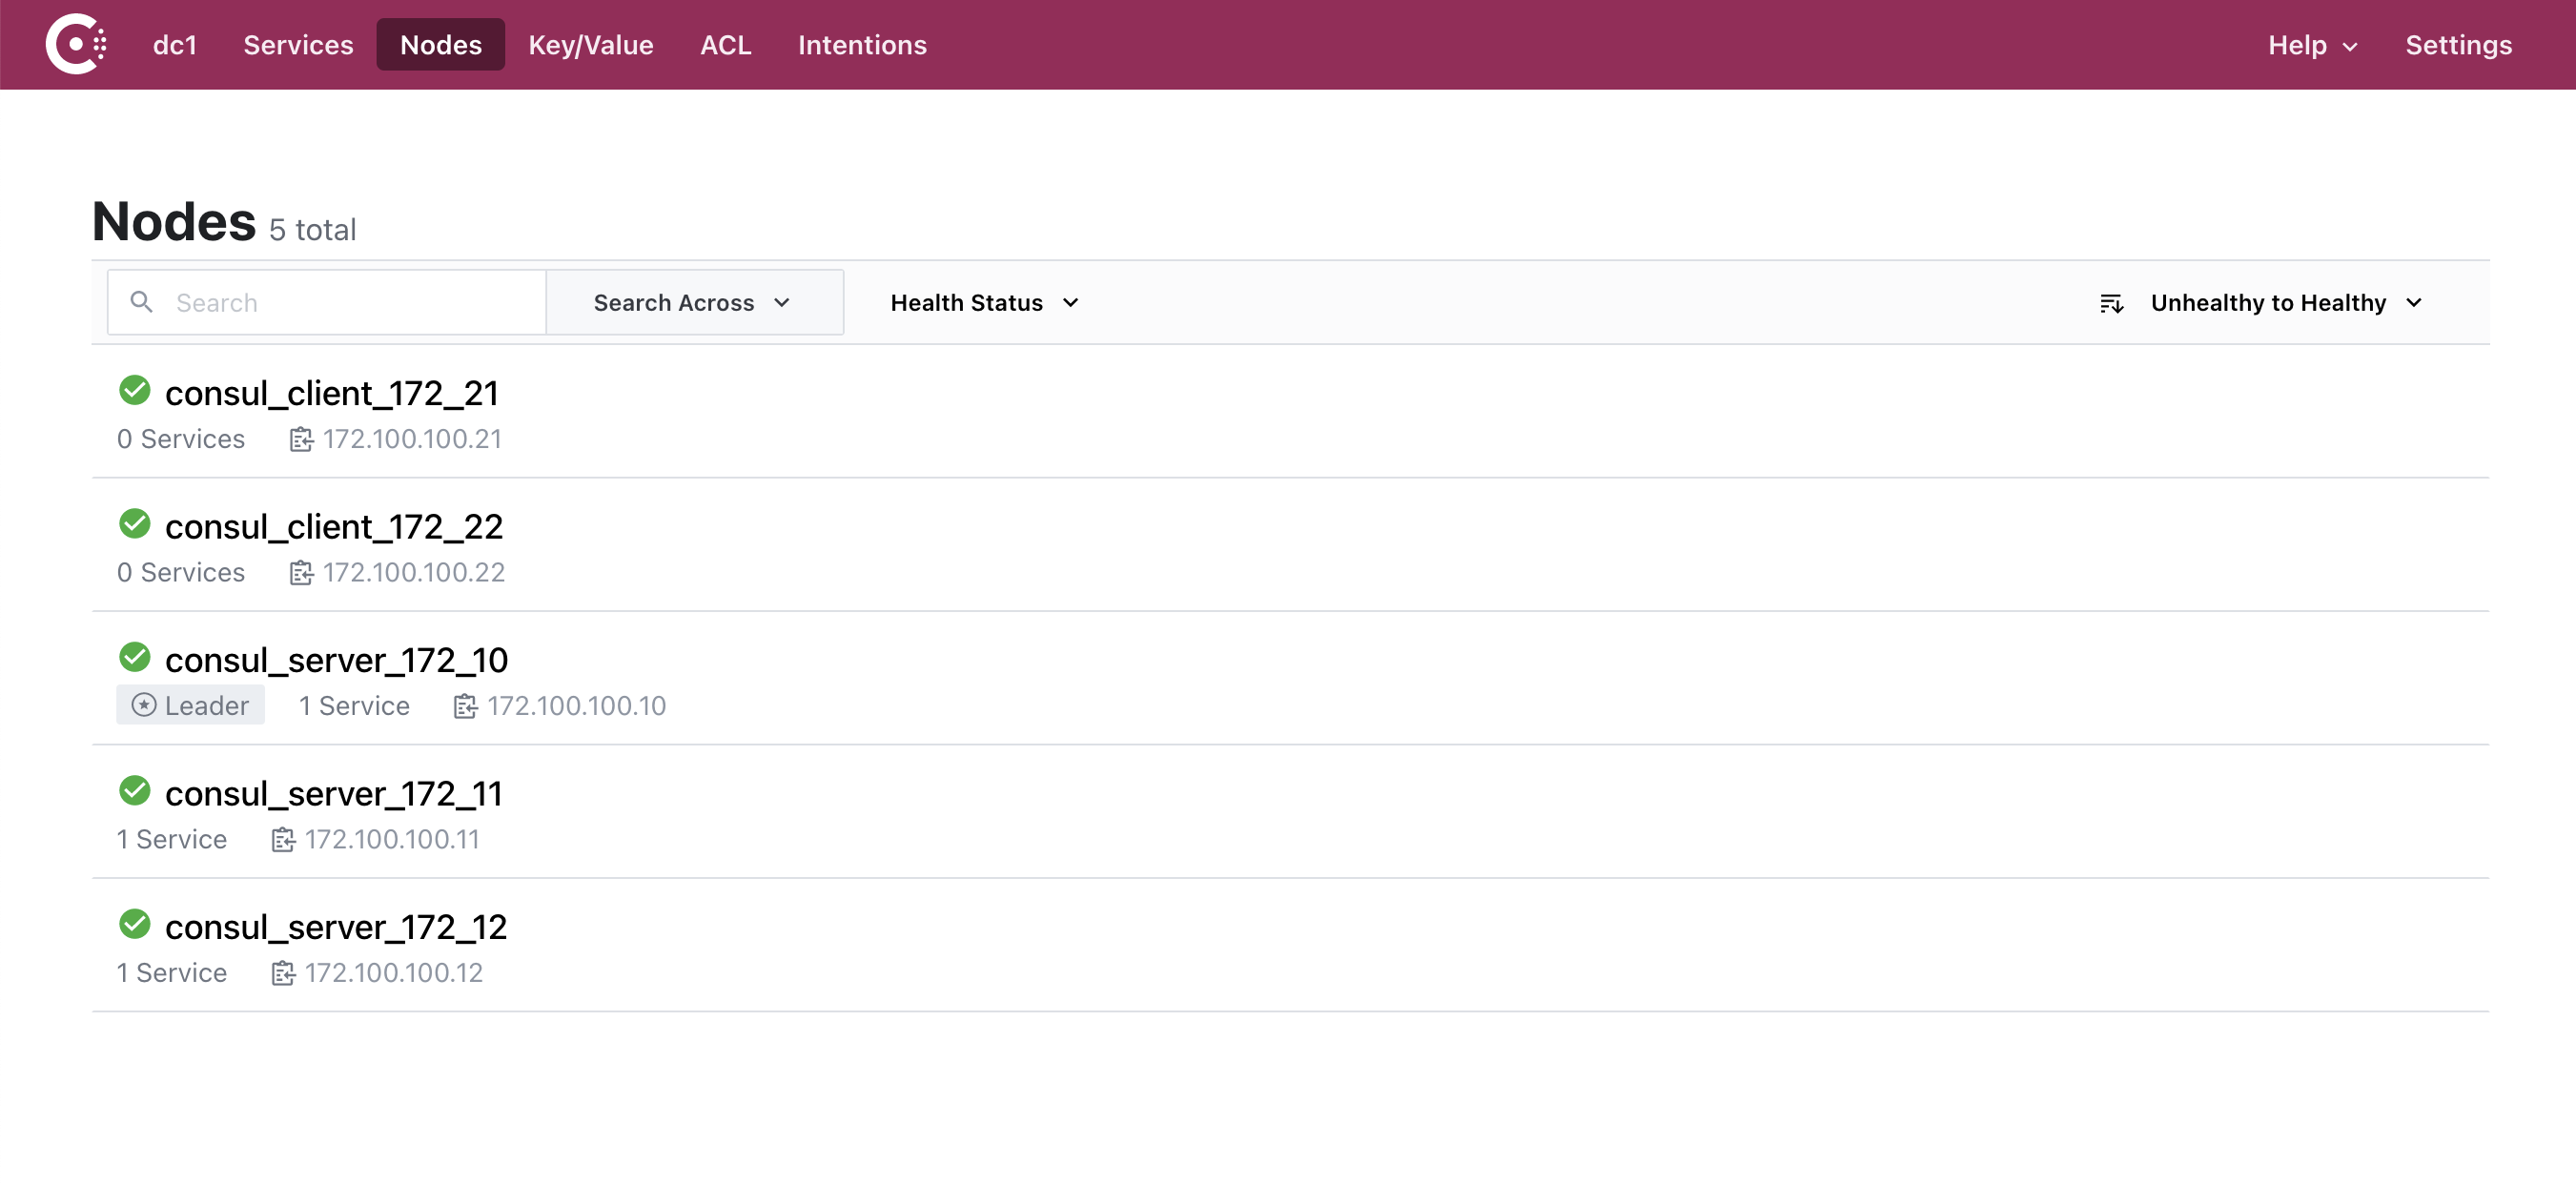 dc1 Services Nodes Key/Value ACL Intentions Help Settings
Nodes 5 total
Search Search Across Health Status Unhealthy to Healthy
consul_client_172_21
0 Services 172.100.100.21
consul_client_172_22
0 Services 172.100.100.22
consul_server_172_10
Leader 1 Service 172.100.100.10
consul_server_172_11
1 Service 172.100.100.11
consul_server_172_12
1 Service 172.100.100.12